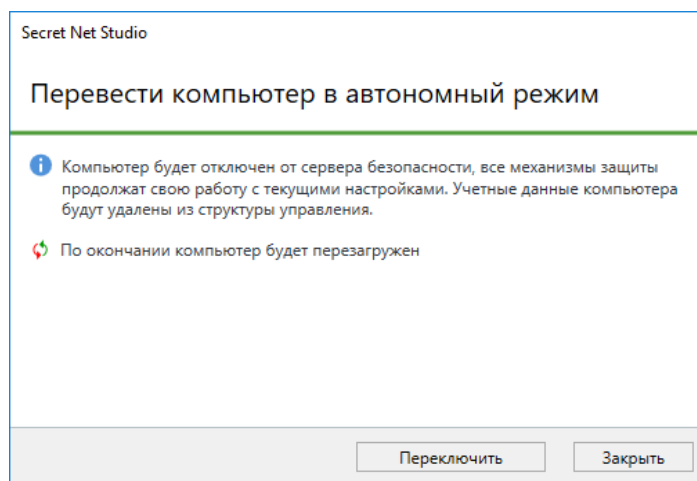 Secret Net Studio
Перевести компьютер в автономный режим
Компьютер будет отключен от сервера безопасности, все механизмы защиты
продолжат свою работу с текущими настройками. Учетные данные компьютера
будут удалены из структуры управления.
По окончании компьютер будет перезагружен
Переключить
Закрыть